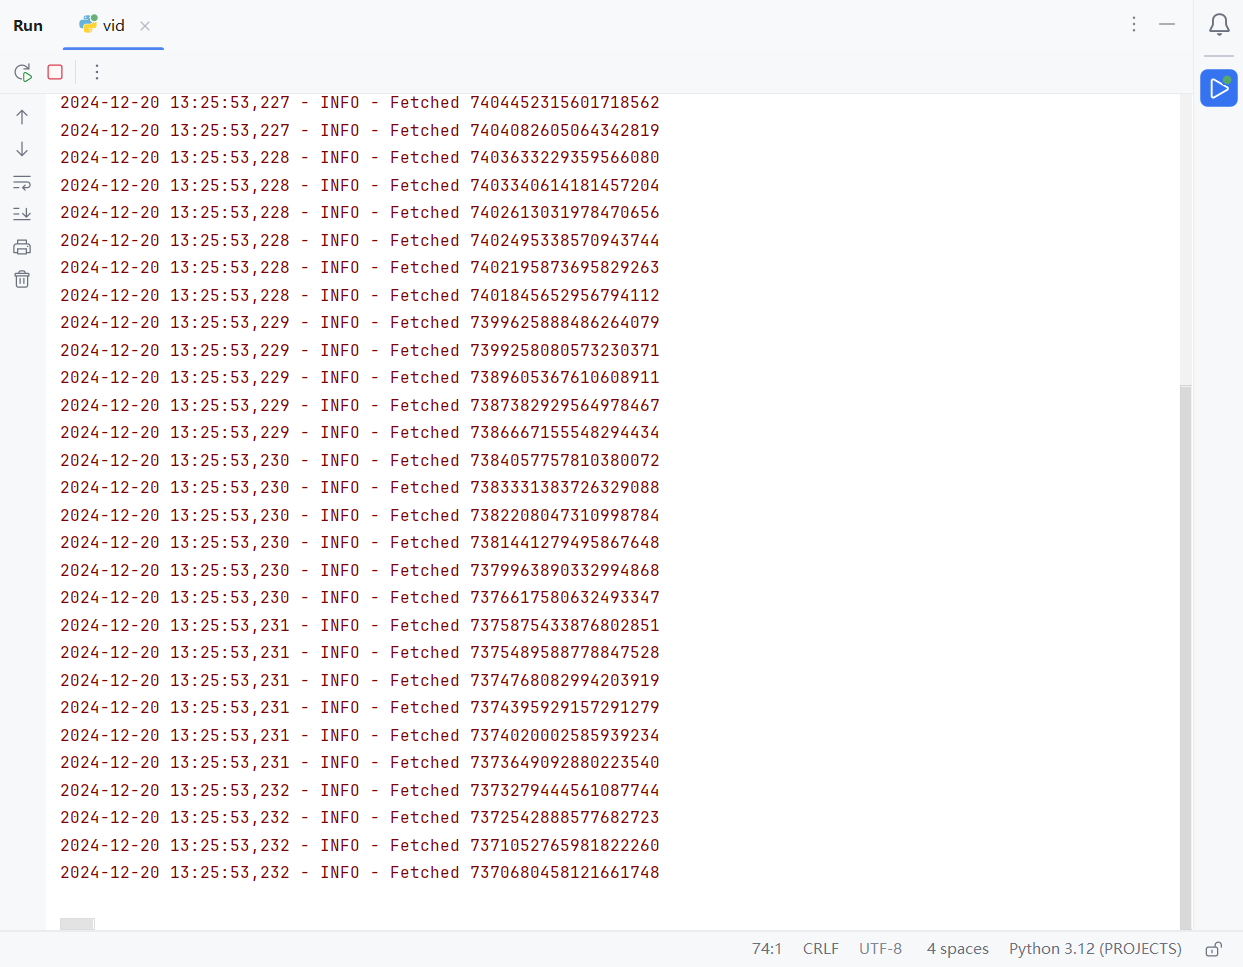 Run vid
2024-12-20 13:25:53,227 - INFO - Fetched 7404452315601718562
2024-12-20 13:25:53,227 - INFO - Fetched 7404082605064342819
2024-12-20 13:25:53,228 - INFO - Fetched 7403633229359566080
2024-12-20 13:25:53,228 - INFO - Fetched 7403340614181457204
2024-12-20 13:25:53,228 - INFO - Fetched 7402613031978470656
2024-12-20 13:25:53,228 - INFO - Fetched 7402495338570943744
2024-12-20 13:25:53,228 - INFO - Fetched 7402195873695829263
2024-12-20 13:25:53,228 - INFO - Fetched 7401845652956794112
2024-12-20 13:25:53,229 - INFO - Fetched 7399625888486264079
2024-12-20 13:25:53,229 - INFO - Fetched 7399258080573230371
2024-12-20 13:25:53,229 - INFO - Fetched 7389605367610608911
2024-12-20 13:25:53,229 - INFO - Fetched 7387382929564978467
2024-12-20 13:25:53,229 - INFO - Fetched 7386667155548294434
2024-12-20 13:25:53,230 - INFO - Fetched 7384057757810380072
2024-12-20 13:25:53,230 - INFO - Fetched 7383331383726329088
2024-12-20 13:25:53,230 - INFO - Fetched 7382208047310998784
2024-12-20 13:25:53,230 - INFO - Fetched 7381441279495867648
2024-12-20 13:25:53,230 - INFO - Fetched 7379963890332994868
2024-12-20 13:25:53,230 - INFO - Fetched 7376617580632493347
2024-12-20 13:25:53,231 - INFO - Fetched 7375875433876802851
2024-12-20 13:25:53,231 - INFO - Fetched 7375489588778847528
2024-12-20 13:25:53,231 - INFO - Fetched 7374768082994203919
2024-12-20 13:25:53,231 - INFO - Fetched 7374395929157291279
2024-12-20 13:25:53,231 - INFO - Fetched 7374020002585939234
2024-12-20 13:25:53,231 - INFO - Fetched 7373649092880223540
2024-12-20 13:25:53,232 - INFO - Fetched 7373279444561087744
2024-12-20 13:25:53,232 - INFO - Fetched 7372542888577682723
2024-12-20 13:25:53,232 - INFO - Fetched 7371052765981822260
2024-12-20 13:25:53,232 - INFO - Fetched 7370680458121661748
74:1 CRLF UTF-8 4 spaces Python 3.12 (PROJECTS)